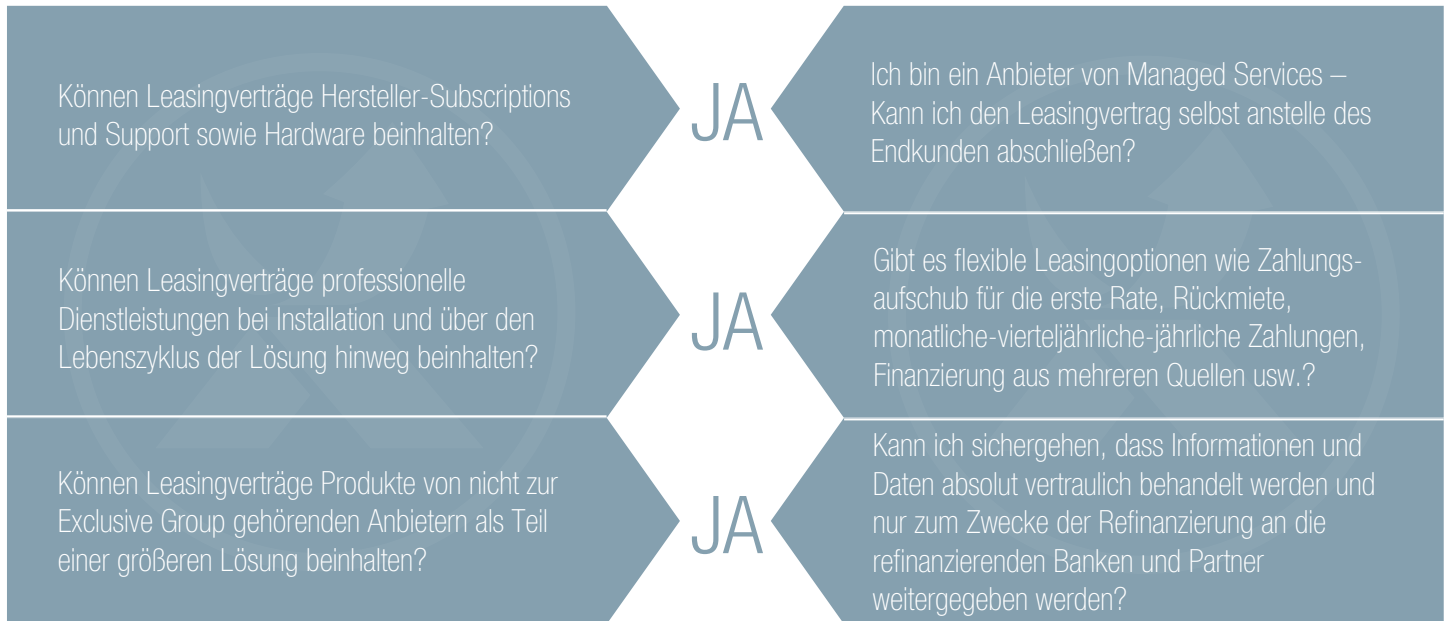 Können Leasingverträge Hersteller-Subscriptions
und Support sowie Hardware beinhalten?
JA
Ich bin ein Anbieter von Managed Services –
Kann ich den Leasingvertrag selbst anstelle des
Endkunden abschließen?
Können Leasingverträge professionelle
Dienstleistungen bei Installation und über den
Lebenszyklus der Lösung hinweg beinhalten?
JA
Gibt es flexible Leasingoptionen wie Zahlungs-
aufschub für die erste Rate, Rückmiete,
monatliche-vierteljährliche-jährliche Zahlungen,
Finanzierung aus mehreren Quellen usw.?
Können Leasingverträge Produkte von nicht zur
Exclusive Group gehörenden Anbietern als Teil
einer größeren Lösung beinhalten?
JA
Kann ich sichergehen, dass Informationen und
Daten absolut vertraulich behandelt werden und
nur zum Zwecke der Refinanzierung an die
refinanzierenden Banken und Partner
weitergegeben werden?